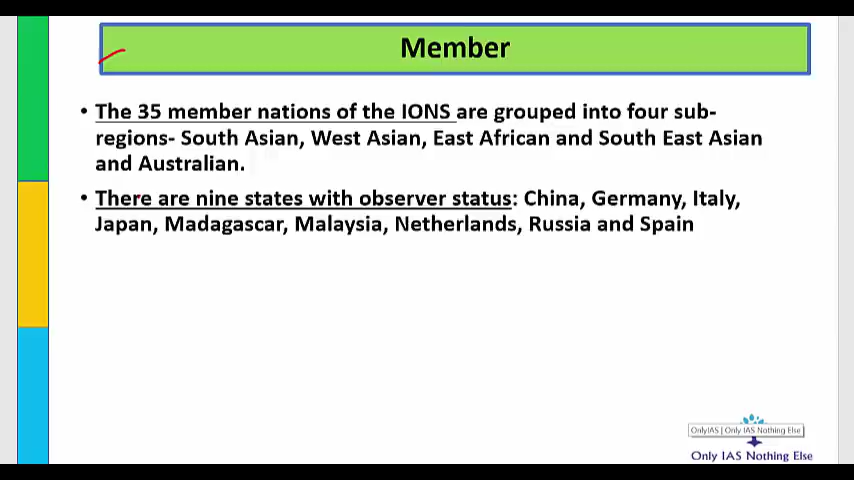 Member
• The 35 member nations of the IONS are grouped into four sub-
regions- South Asian, West Asian, East African and South East Asian
and Australian.
• There are nine states with observer status: China, Germany, Italy,
Japan, Madagascar, Malaysia, Netherlands, Russia and Spain
OnlyIAS | Only IAS Nothing Else
Only IAS Nothing Else